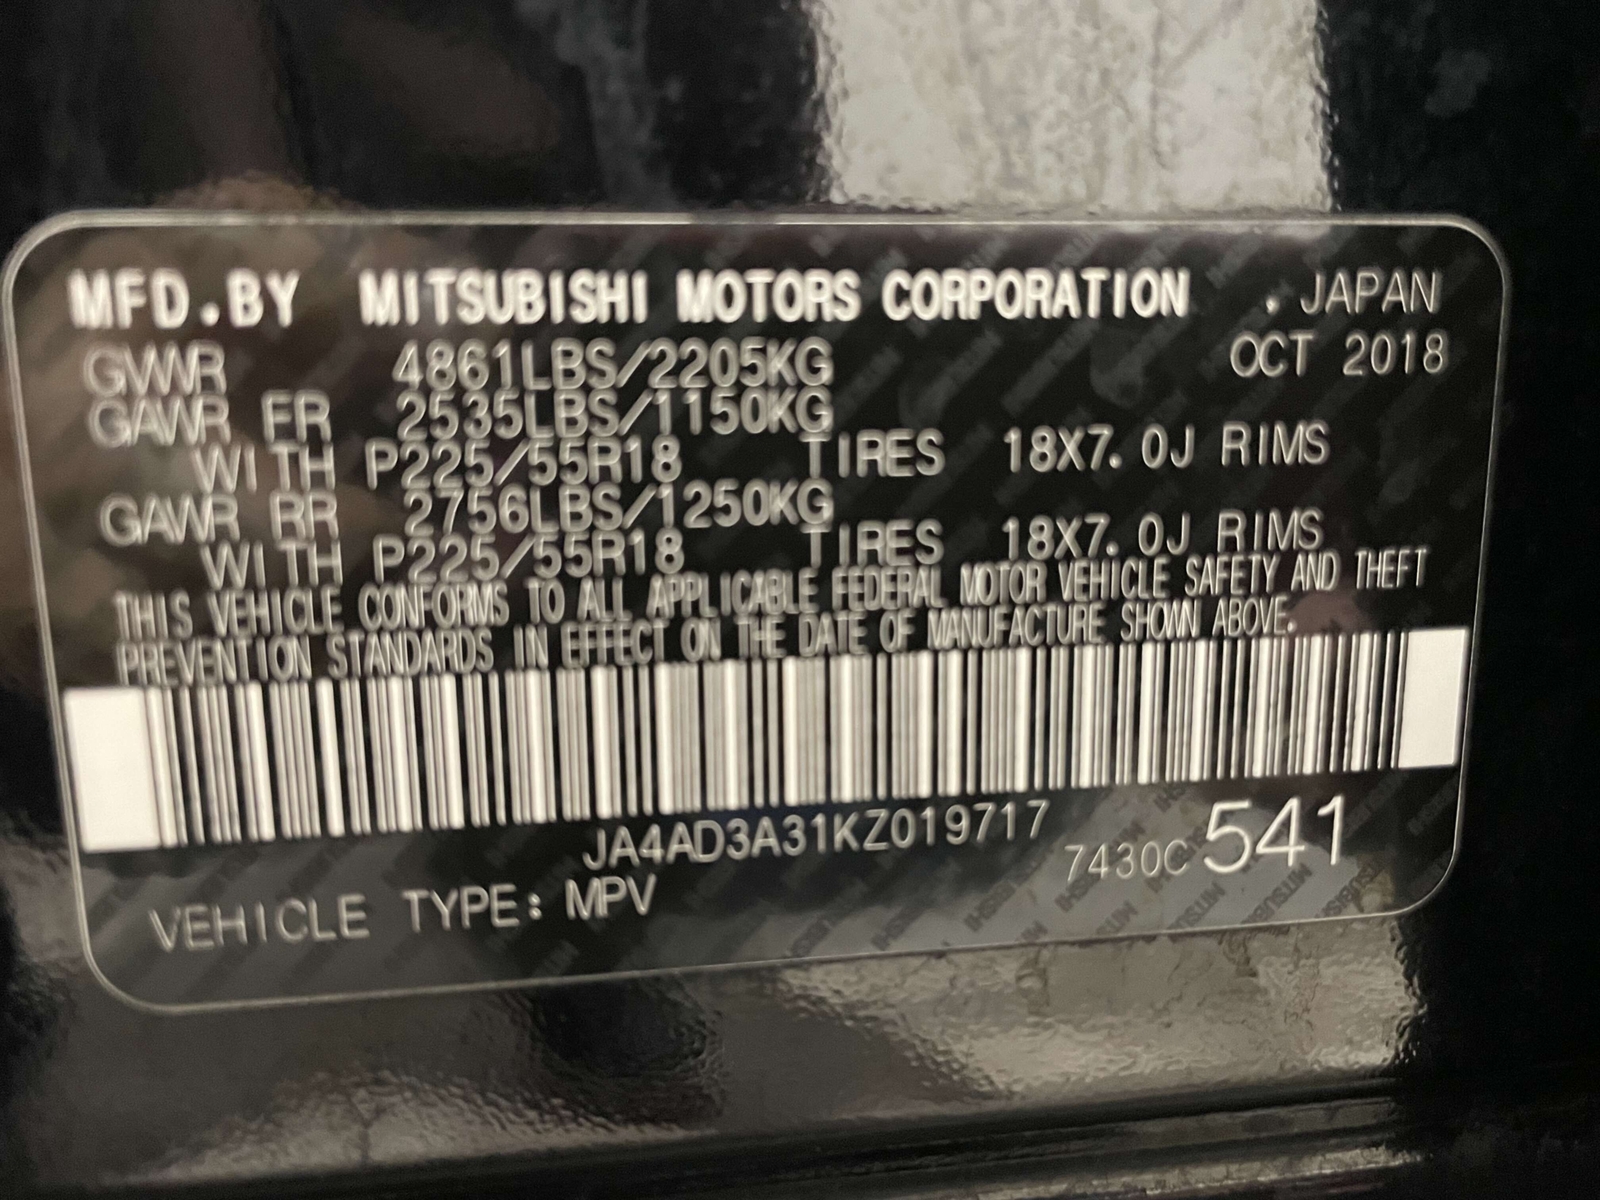 MFD.BY MITSUBISHI MOTORS CORPORATION . JAPAN
GVWR 4861LBS/2205KG OCT 2018
GAWR FR 2535LBS/1150KG
WITH P225/55R18 TIRES 18X7.0J RIMS
GAWR RR 2756LBS/1250KG
WITH P225/55R18 TIRES 18X7.0J RIMS
THIS VEHICLE CONFORMS TO ALL APPLICABLE FEDERAL MOTOR VEHICLE SAFETY AND THEFT
PREVENTION STANDARDS IN EFFECT ON THE DATE OF MANUFACTURE SHOWN ABOVE.
JA4AD3A31KZ019717
7430C 541
VEHICLE TYPE: MPV